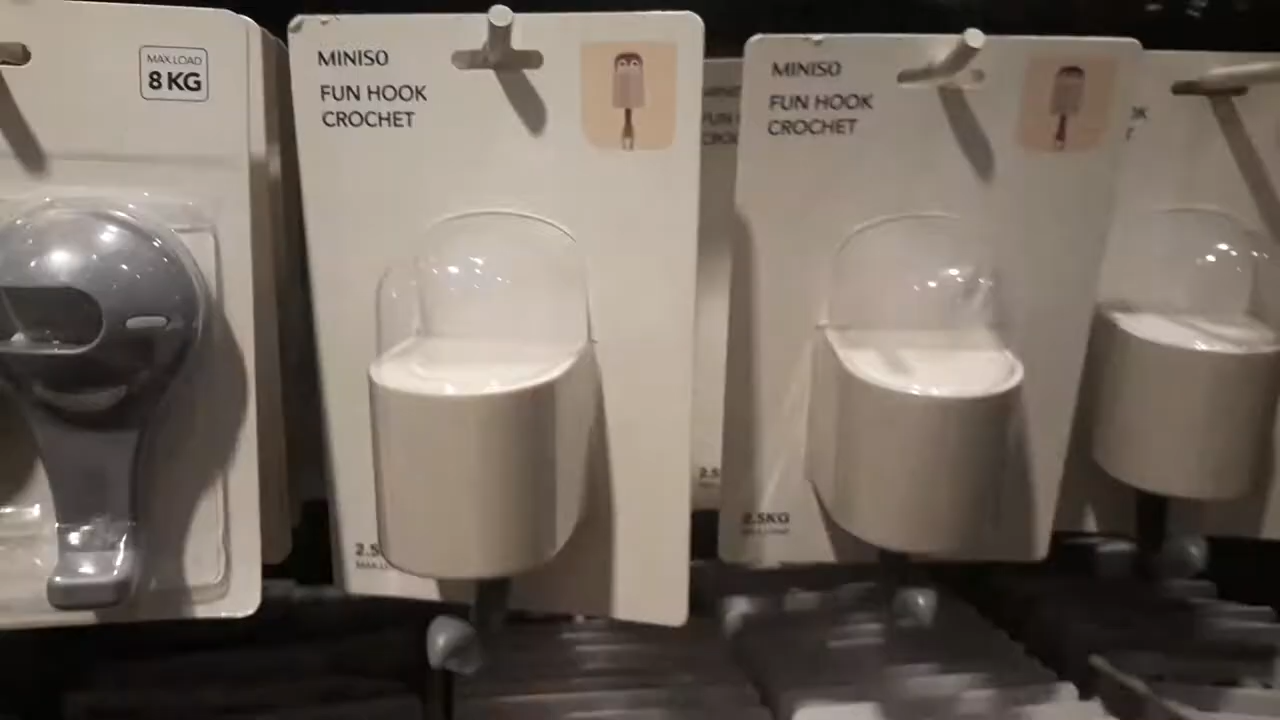 MAX.LOAD
8 KG
MINISO
FUN HOOK
CROCHET
MINISO
FUN HOOK
CROCHET
2.5KG